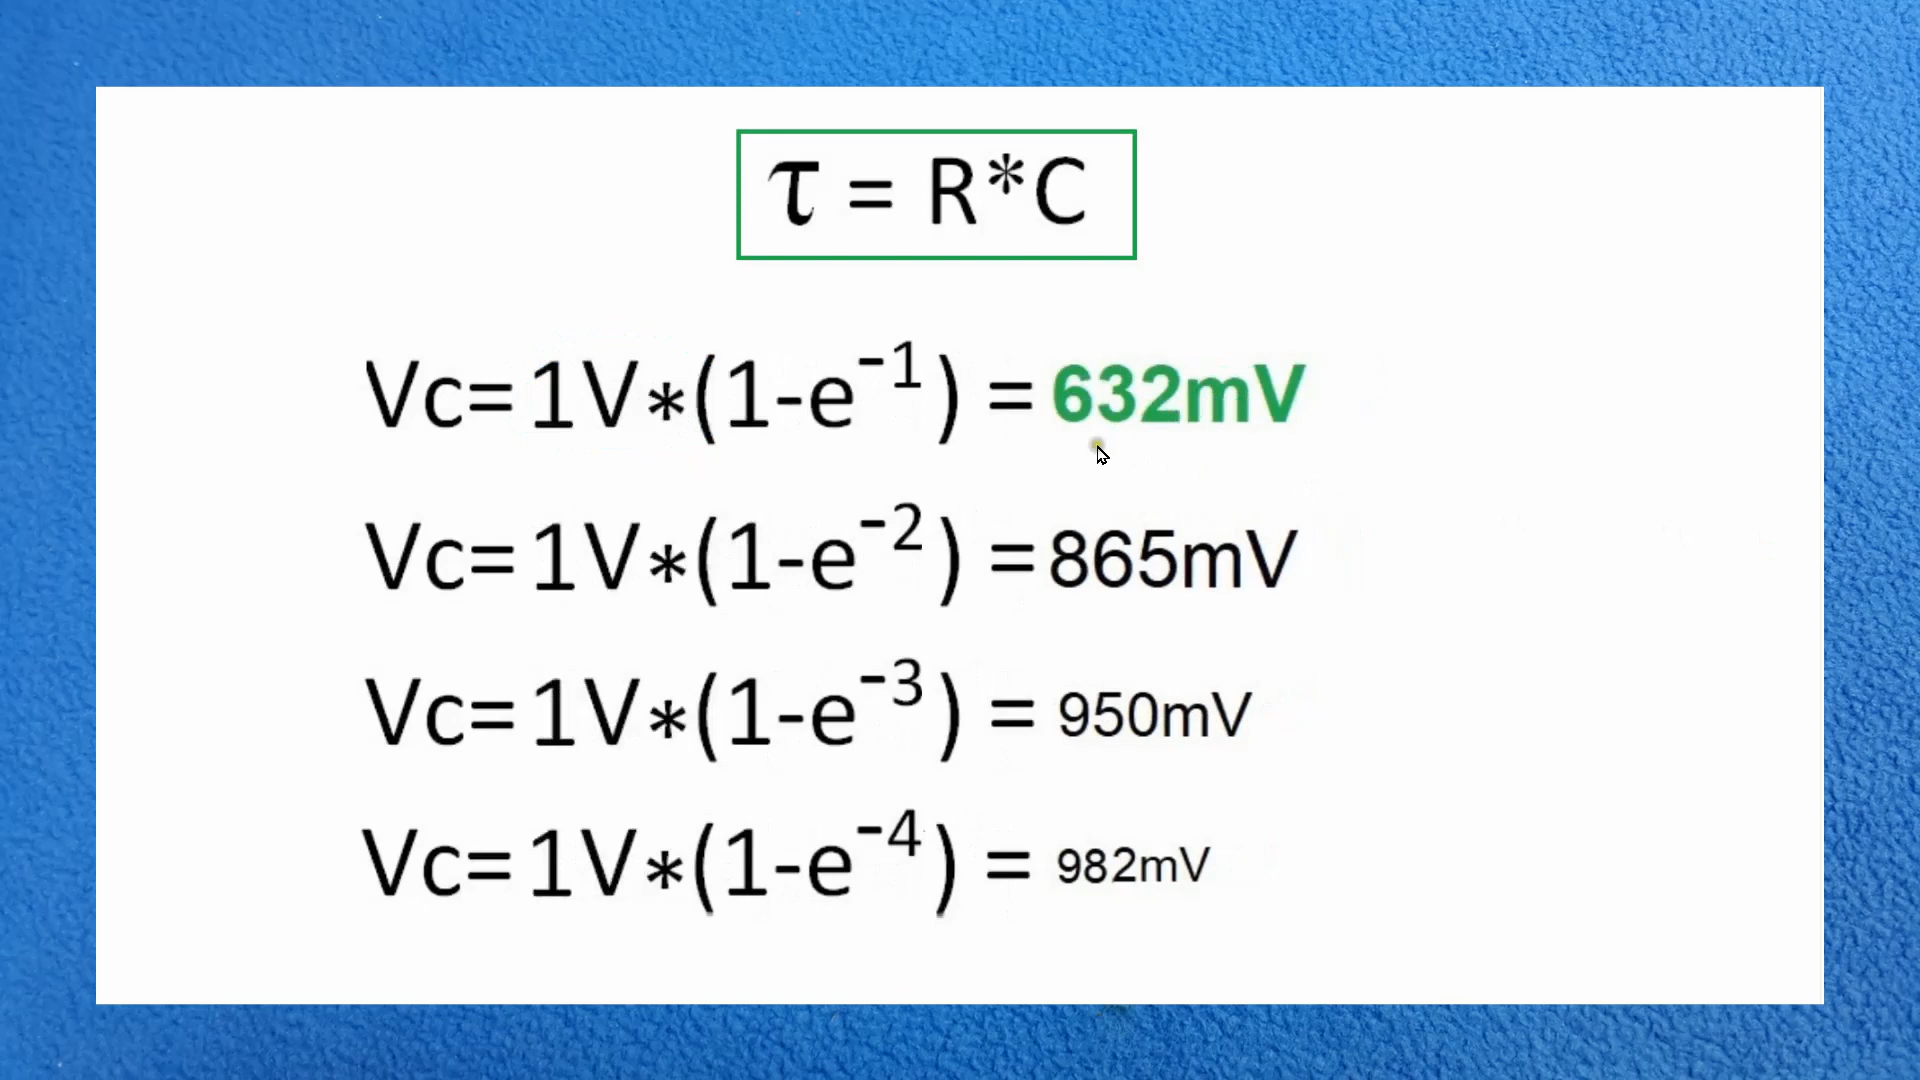 τ = R*C
Vc= 1V*(1-e⁻¹) = 632mV
Vc= 1V*(1-e⁻²) = 865mV
Vc= 1V*(1-e⁻³) = 950mV
Vc= 1V*(1-e⁻⁴) = 982mV